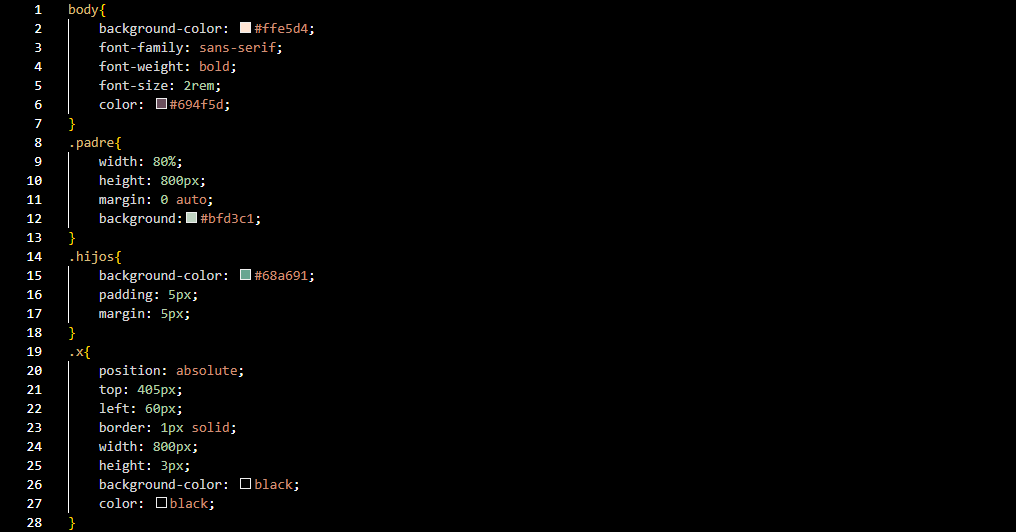 1 body{
2 background-color: #ffe5d4;
3 font-family: sans-serif;
4 font-weight: bold;
5 font-size: 2rem;
6 color: #694f5d;
7 }
8 .padre{
9 width: 80%;
10 height: 800px;
11 margin: 0 auto;
12 background: #bfd3c1;
13 }
14 .hijos{
15 background-color: #68a691;
16 padding: 5px;
17 margin: 5px;
18 }
19 .x{
20 position: absolute;
21 top: 405px;
22 left: 60px;
23 border: 1px solid;
24 width: 800px;
25 height: 3px;
26 background-color: black;
27 color: black;
28 }